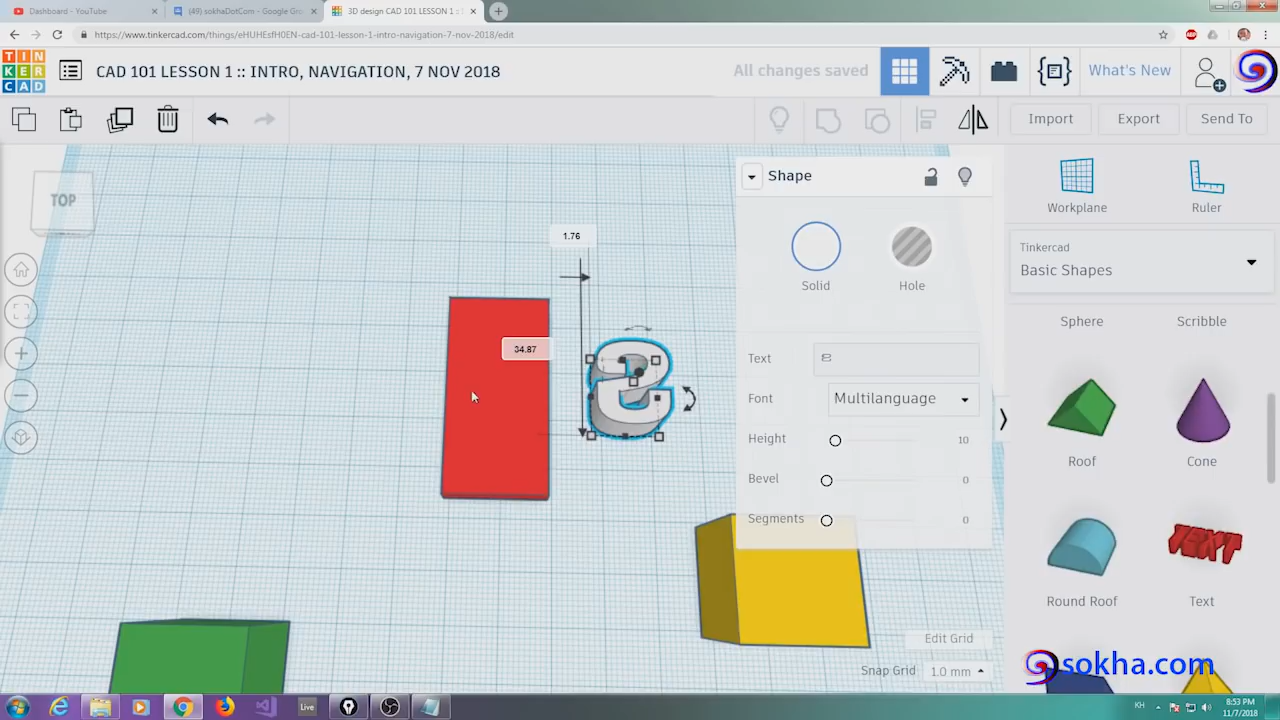 Dashboard - YouTube
(49) sokhaDotCom - Google Gro
3D design CAD 101 LESSON 1 ::
https://www.tinkercad.com/things/eHUHEsfH0EN-cad-101-lesson-1-intro-navigation-7-nov-2018/edit
TIN
KER
CAD
CAD 101 LESSON 1 :: INTRO, NAVIGATION, 7 NOV 2018
All changes saved
What's New
Import
Export
Send To
TOP
Shape
Workplane
Ruler
1.76
Solid
Hole
Tinkercad
Basic Shapes
Sphere
Scribble
34.87
Text
Font
Multilanguage
Height
10
Bevel
0
Segments
0
Roof
Cone
TEXT
Round Roof
Text
Edit Grid
Snap Grid
1.0 mm
sokha.com
Live
KH
8:53 PM
11/7/2018